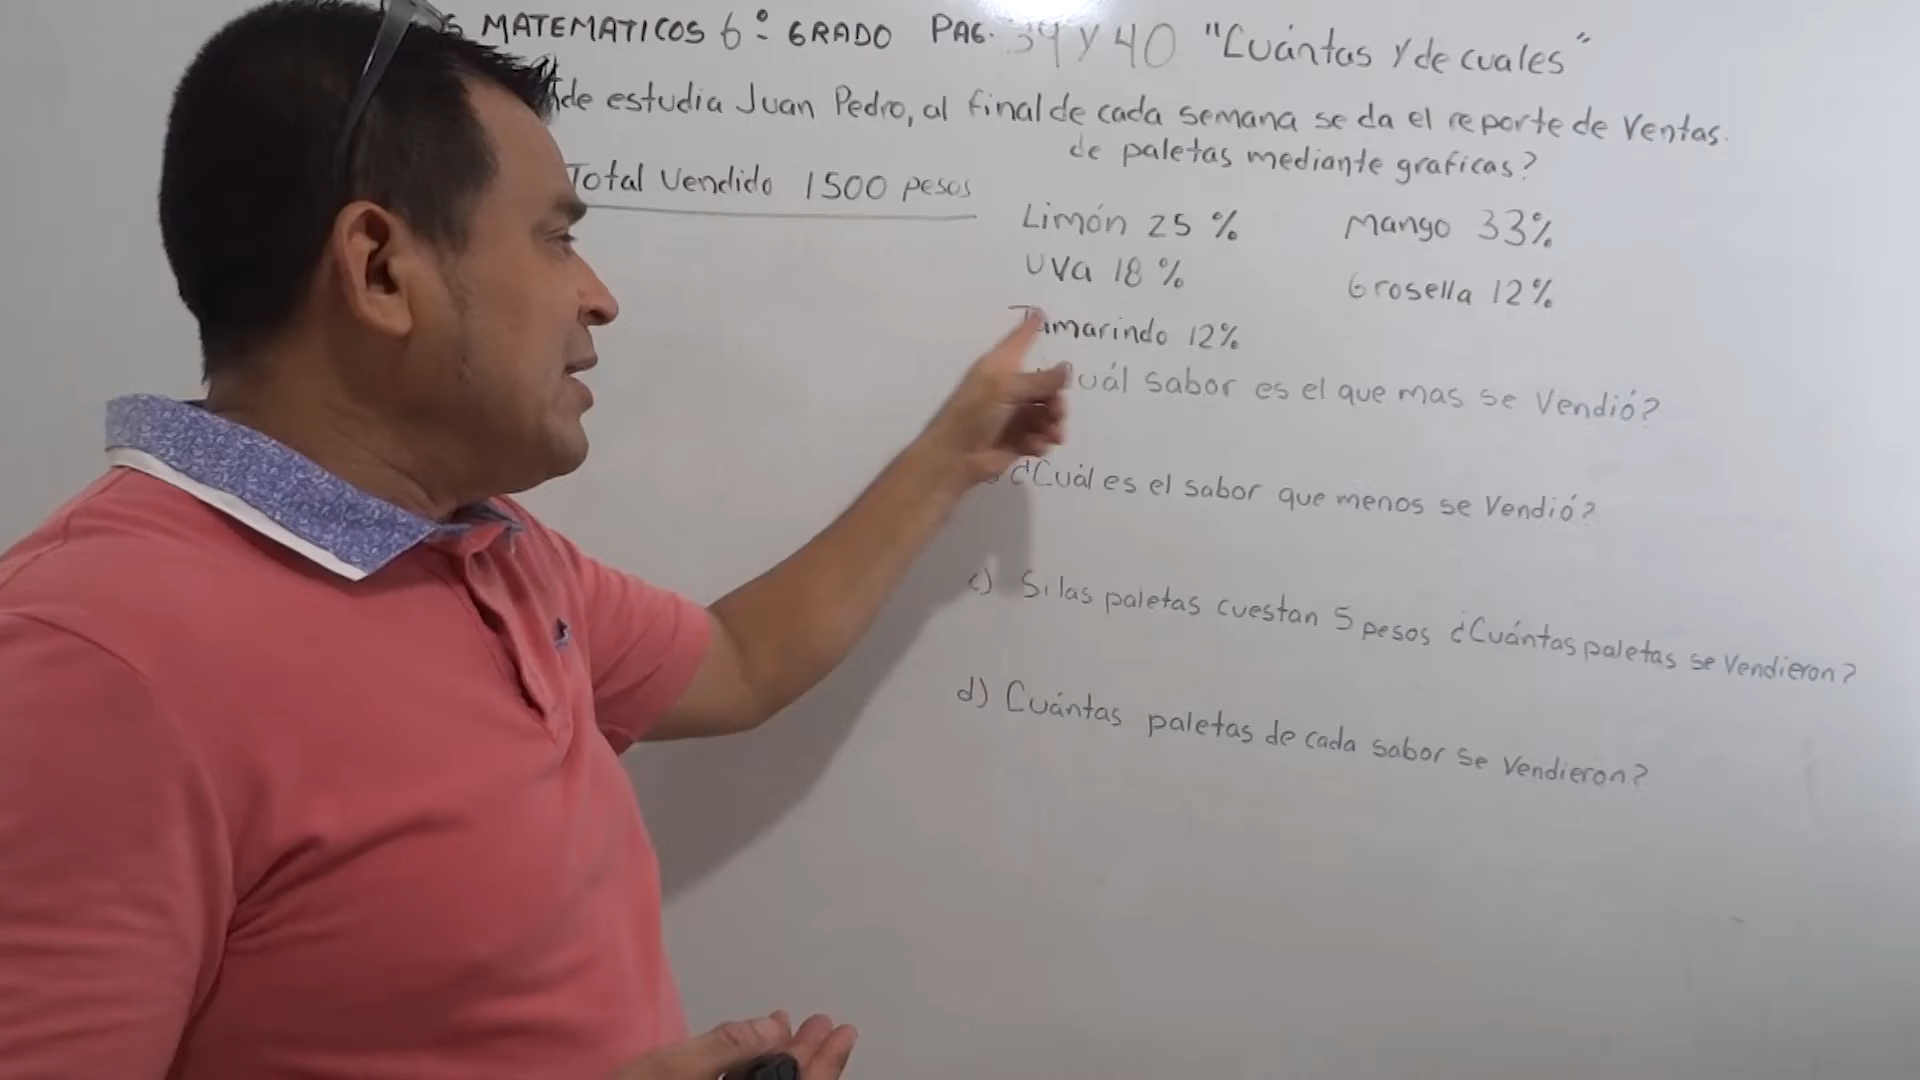 MATEMATICOS 6° GRADO PAG. 39 Y 40 "Cuántas y de cuales"
de estudia Juan Pedro, al final de cada semana se da el reporte de Ventas.
de paletas mediante graficas?
Total Vendido 1500 pesos
Limón 25 % Mango 33%
UVa 18 % Grosella 12%
Tamarindo 12%
Cuál sabor es el que mas se Vendió?
¿Cuál es el sabor que menos se Vendió?
c) Si las paletas cuestan 5 pesos ¿Cuántas paletas se Vendieron?
d) Cuántas paletas de cada sabor se Vendieron?